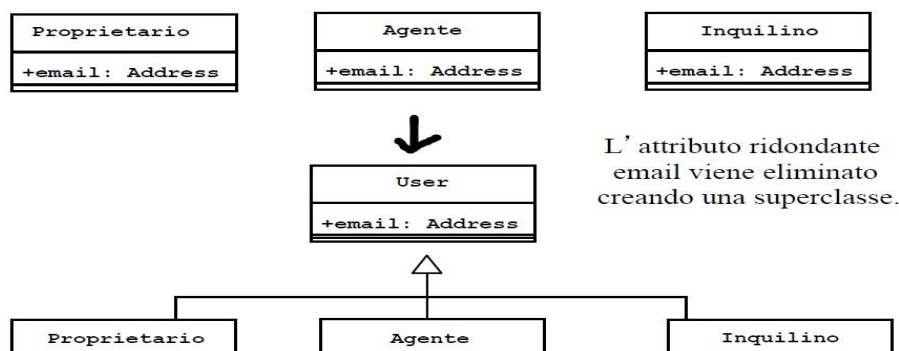 Proprietario
Agente
Inquilino
+email: Address
+email: Address
+email: Address
L' attributo ridondante
email viene eliminato
creando una superclasse.
User
+email: Address
Proprietario
Agente
Inquilino